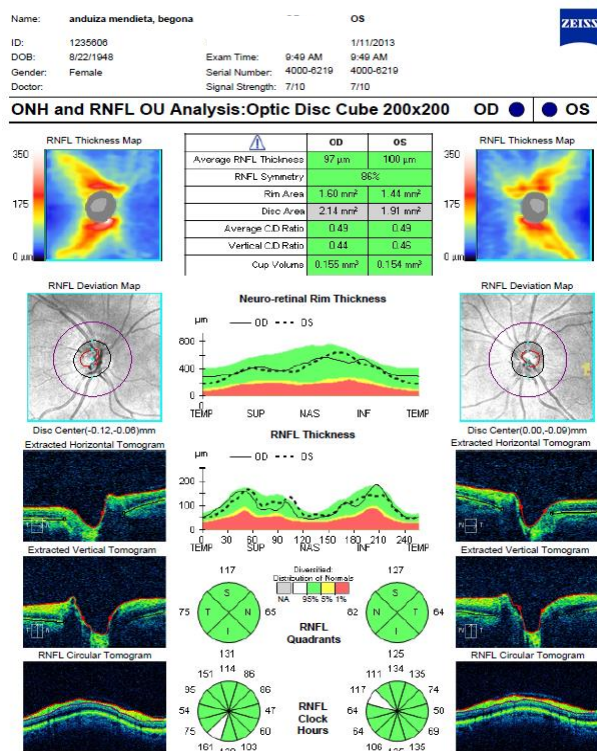 Name: anduiza mendieta, begona OS
ZEISS
ID: 1235606 1/11/2013
DOB: 8/22/1948 Exam Time: 9:49 AM 9:49 AM
Gender: Female Serial Number: 4000-6219 4000-6219
Doctor: Signal Strength: 7/10 7/10
ONH and RNFL OU Analysis:Optic Disc Cube 200x200 OD OS
RNFL Thickness Map
350
175
0 µm
OD OS
Average RNFL Thickness 97 µm 100 µm
RNFL Symmetry 86%
Rim Area 1.60 mm² 1.44 mm²
Disc Area 2.14 mm² 1.91 mm²
Average C/D Ratio 0.49 0.49
Vertical C/D Ratio 0.44 0.46
Cup Volume 0.155 mm³ 0.154 mm³
RNFL Thickness Map
350
175
0 µm
RNFL Deviation Map
Disc Center(-0.12,-0.06)mm
Neuro-retinal Rim Thickness
µm OD OS
800
400
0
TEMP SUP NAS INF TEMP
RNFL Deviation Map
Disc Center(0.00,-0.09)mm
Extracted Horizontal Tomogram
RNFL Thickness
µm OD OS
200
100
0
0 30 60 90 120 150 180 210 240
TEMP SUP NAS INF TEMP
Extracted Horizontal Tomogram
N T
Extracted Vertical Tomogram
Extracted Vertical Tomogram
Diversified:
Distribution of Normals
NA 95% 5% 1%
117
75 T S N I 65
131
RNFL
Quadrants
127
62 N S T I 64
125
RNFL Circular Tomogram
RNFL Circular Tomogram
151 114 86
95 66
54 47
75 60
161 103
RNFL
Clock
Hours
111 134 135
117 74
64 50
64 69
106 135